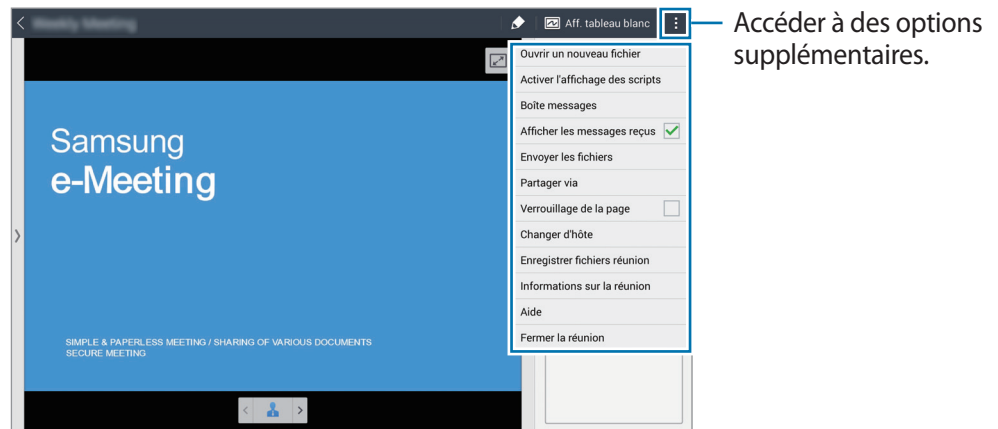 Aff. tableau blanc
Accéder à des options
supplémentaires.
Ouvrir un nouveau fichier
Activer l'affichage des scripts
Boîte messages
Afficher les messages reçus
Envoyer les fichiers
Partager via
Verrouillage de la page
Changer d'hôte
Enregistrer fichiers réunion
Informations sur la réunion
Aide
Fermer la réunion
Samsung
e-Meeting
SIMPLE & PAPERLESS MEETING / SHARING OF VARIOUS DOCUMENTS
SECURE MEETING